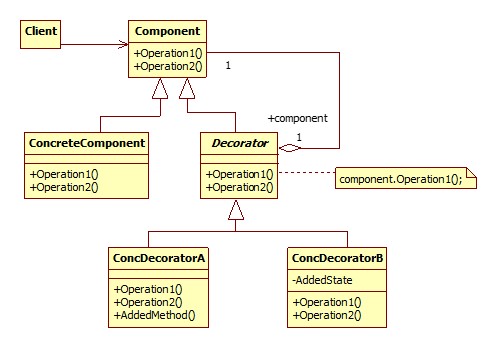 Client
Component
+Operation1()
+Operation2()
1
+component
1
ConcreteComponent
+Operation1()
+Operation2()
Decorator
+Operation1()
+Operation2()
component.Operation1();
ConcDecoratorA
+Operation1()
+Operation2()
+AddedMethod()
ConcDecoratorB
-AddedState
+Operation1()
+Operation2()